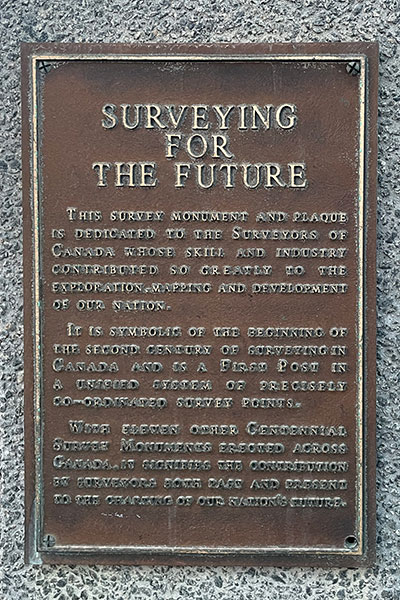 SURVEYING
FOR
THE FUTURE
THIS SURVEY MONUMENT AND PLAQUE
IS DEDICATED TO THE SURVEYORS OF
CANADA WHOSE SKILL AND INDUSTRY
CONTRIBUTED SO GREATLY TO THE
EXPLORATION, MAPPING AND DEVELOPMENT
OF OUR NATION.
IT IS SYMBOLIC OF THE BEGINNING OF
THE SECOND CENTURY OF SURVEYING IN
CANADA AND IS A FIRST POST IN
A UNIFIED SYSTEM OF PRECISELY
CO-ORDINATED SURVEY POINTS.
WITH ELEVEN OTHER CENTENNIAL
SURVEY MONUMENTS ERECTED ACROSS
CANADA, IT SIGNIFIES THE CONTRIBUTION
BY SURVEYORS BOTH PAST AND PRESENT
TO THE CHARTING OF OUR NATION'S FUTURE.